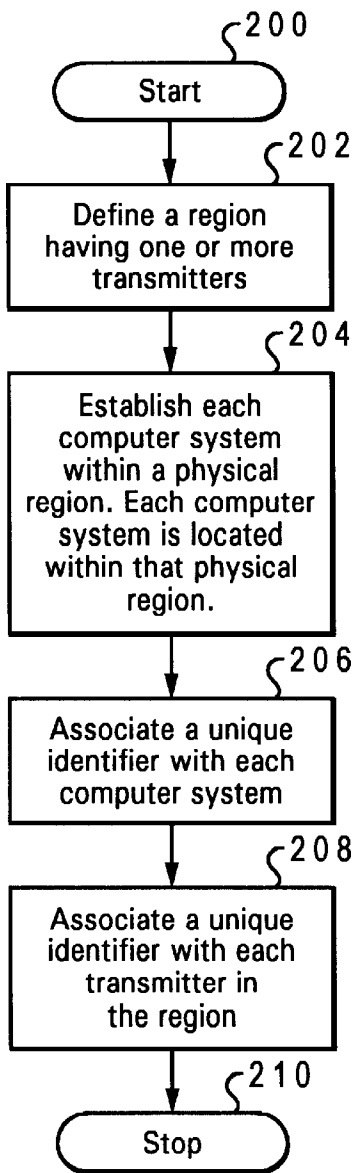 200
Start
202
Define a region
having one or more
transmitters
204
Establish each
computer system
within a physical
region. Each computer
system is located
within that physical
region.
206
Associate a unique
identifier with each
computer system
208
Associate a unique
identifier with each
transmitter in
the region
210
Stop